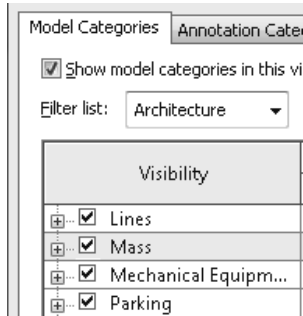 Model Categories Annotation Cate
Show model categories in this vi
Filter list: Architecture
Visibility
Lines
Mass
Mechanical Equipm...
Parking